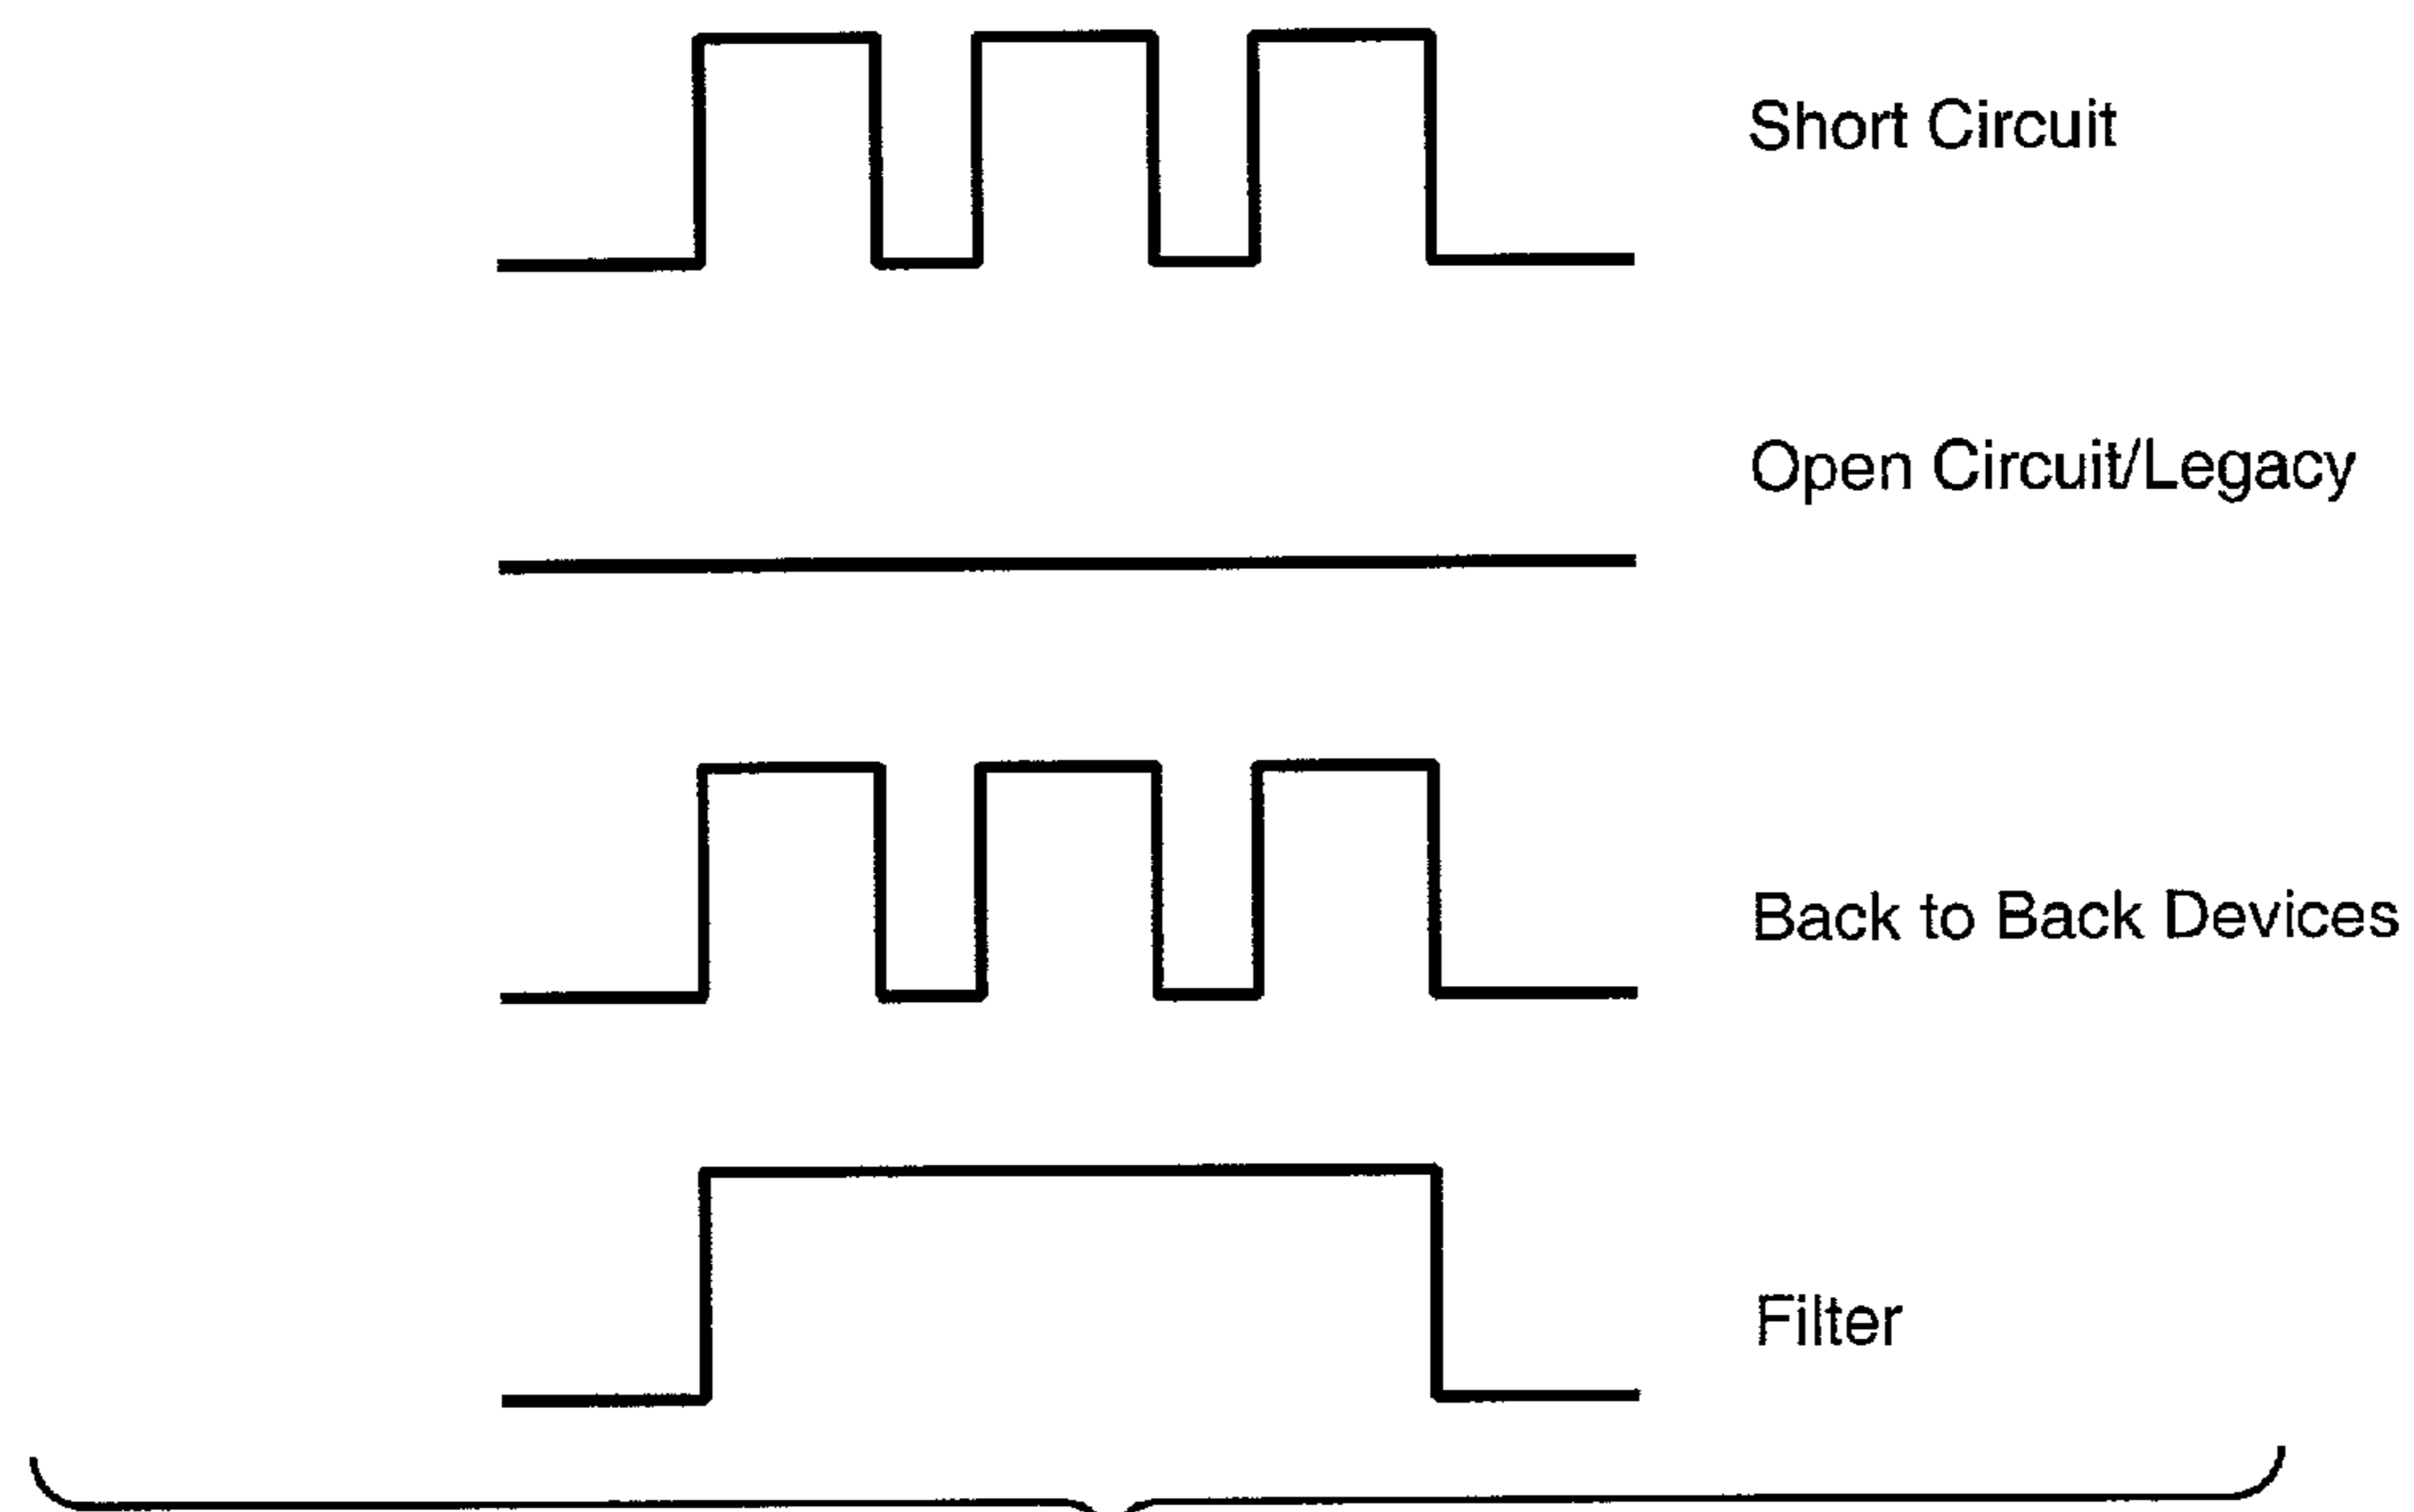 Short Circuit
Open Circuit/Legacy
Back to Back Devices
Filter